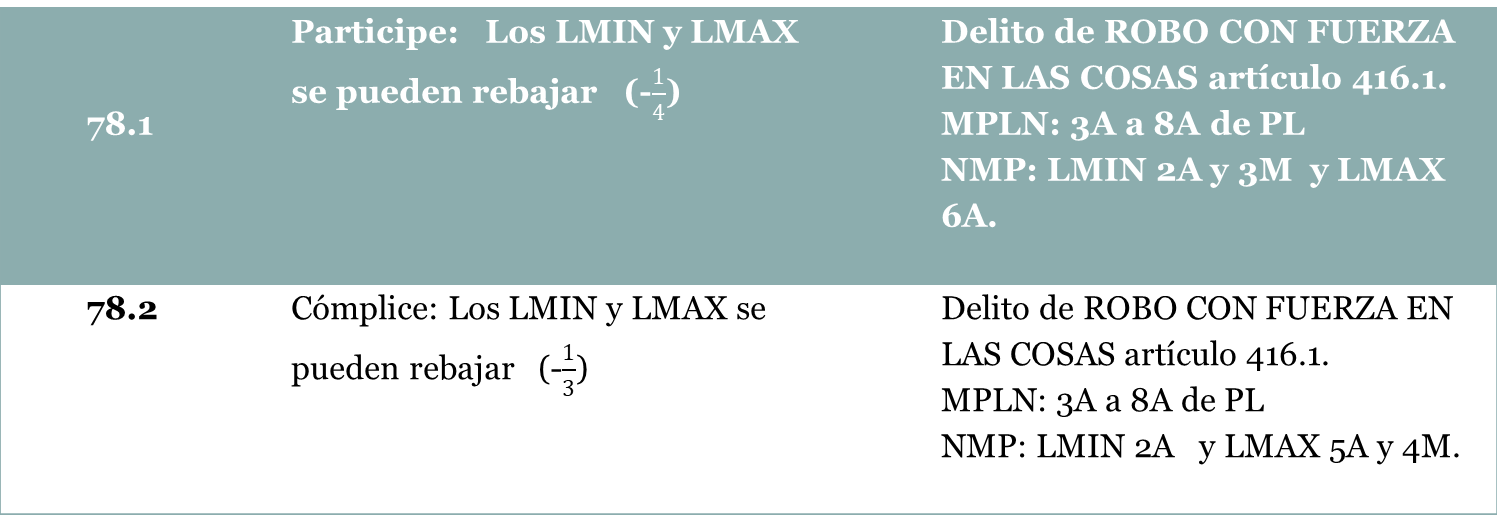 78.1
Participe: Los LMIN y LMAX
se pueden rebajar (-1/4)
Delito de ROBO CON FUERZA
EN LAS COSAS artículo 416.1.
MPLN: 3A a 8A de PL
NMP: LMIN 2A y 3M y LMAX
6A.
78.2
Cómplice: Los LMIN y LMAX se
pueden rebajar (-1/3)
Delito de ROBO CON FUERZA EN
LAS COSAS artículo 416.1.
MPLN: 3A a 8A de PL
NMP: LMIN 2A y LMAX 5A y 4M.